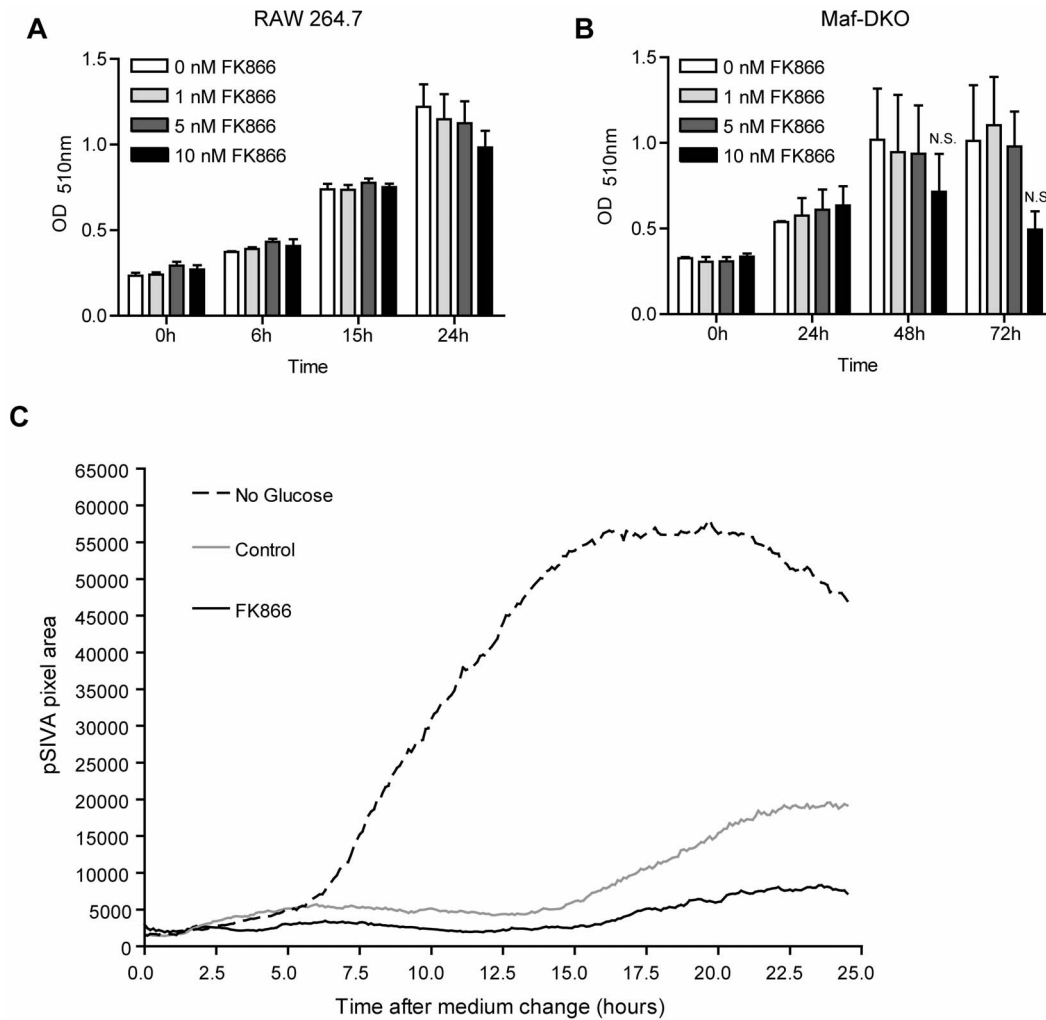 A
RAW 264.7
0 nM FK866
1 nM FK866
5 nM FK866
10 nM FK866
OD 510nm
1.5
1.0
0.5
0.0
0h 6h 15h 24h
Time
B
Maf-DKO
0 nM FK866
1 nM FK866
5 nM FK866
10 nM FK866
N.S.
N.S
OD 510nm
1.5
1.0
0.5
0.0
0h 24h 48h 72h
Time
C
No Glucose
Control
FK866
pSIVA pixel area
65000
60000
55000
50000
45000
40000
35000
30000
25000
20000
15000
10000
5000
0
0.0 2.5 5.0 7.5 10.0 12.5 15.0 17.5 20.0 22.5 25.0
Time after medium change (hours)